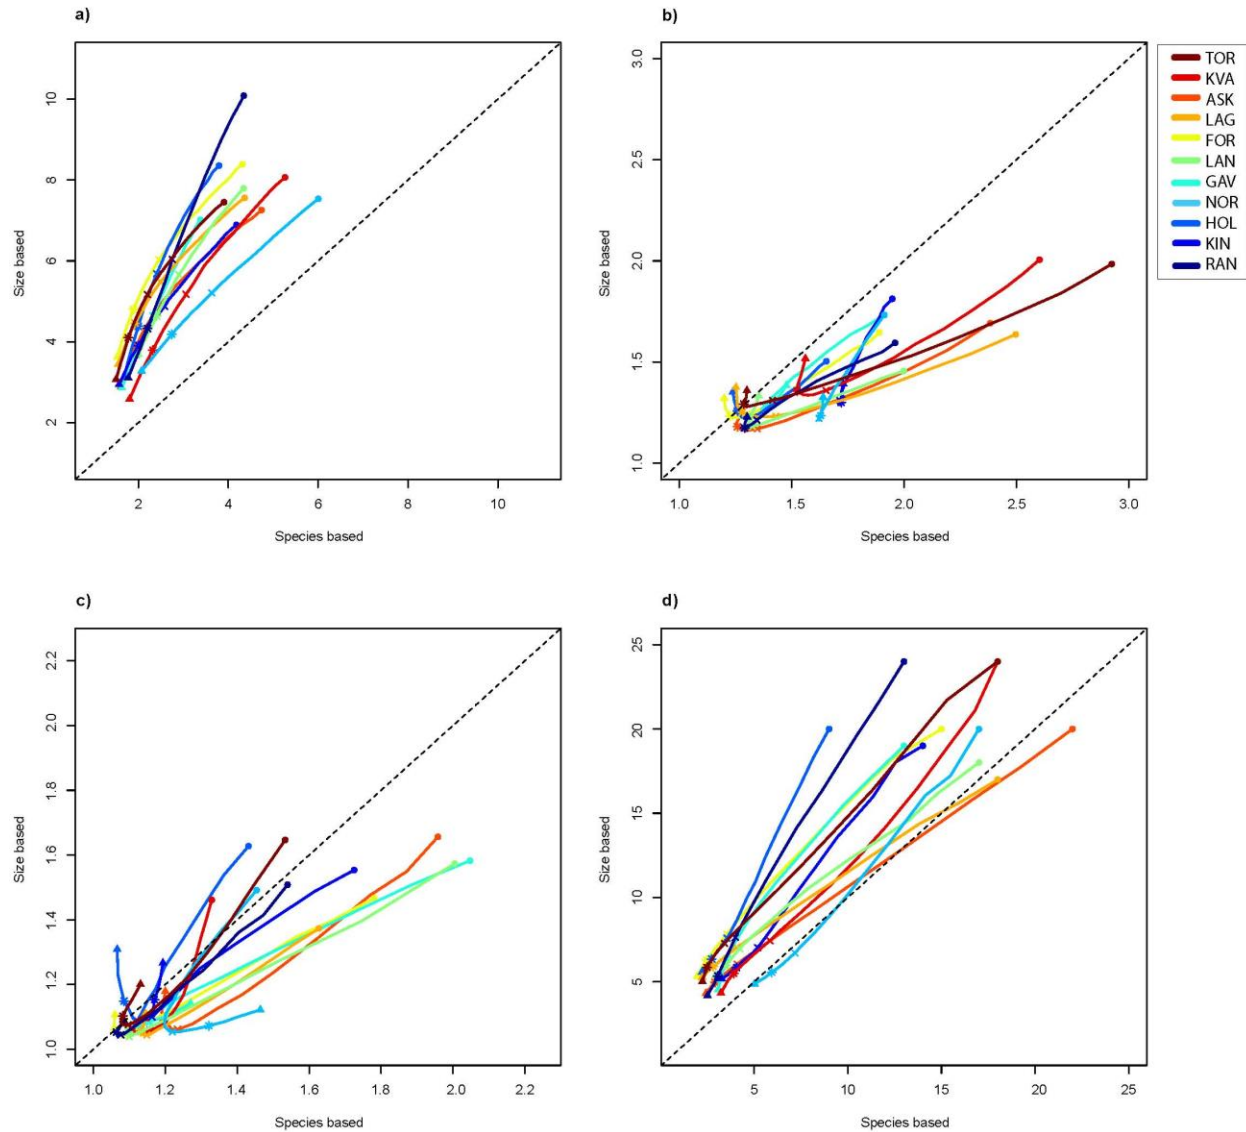 a)
10
8
6
4
2
Size based
2 4 6 8 10
Species based
b)
3.0
2.5
2.0
1.5
1.0
Size based
1.0 1.5 2.0 2.5 3.0
Species based
TOR
KVA
ASK
LAG
FOR
LAN
GAV
NOR
HOL
KIN
RAN
c)
2.2
2.0
1.8
1.6
1.4
1.2
1.0
Size based
1.0 1.2 1.4 1.6 1.8 2.0 2.2
Species based
d)
25
20
15
10
5
Size based
5 10 15 20 25
Species based